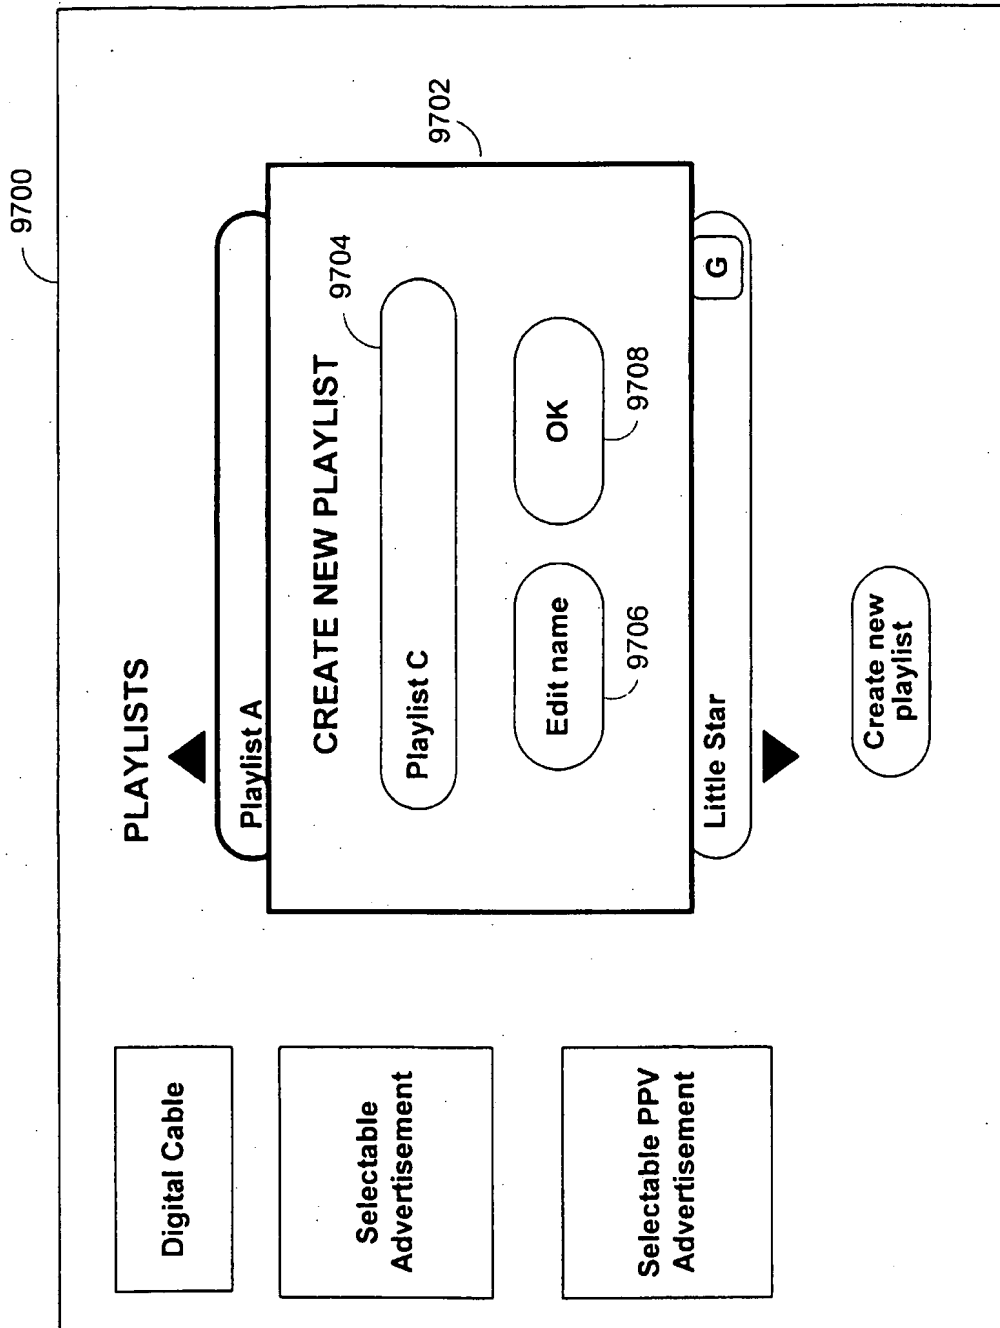 9700
Digital Cable
Selectable
Advertisement
Selectable PPV
Advertisement
PLAYLISTS
Playlist A
9702
CREATE NEW PLAYLIST
9704
Playlist C
Edit name
9706
OK
9708
Little Star
G
Create new
playlist